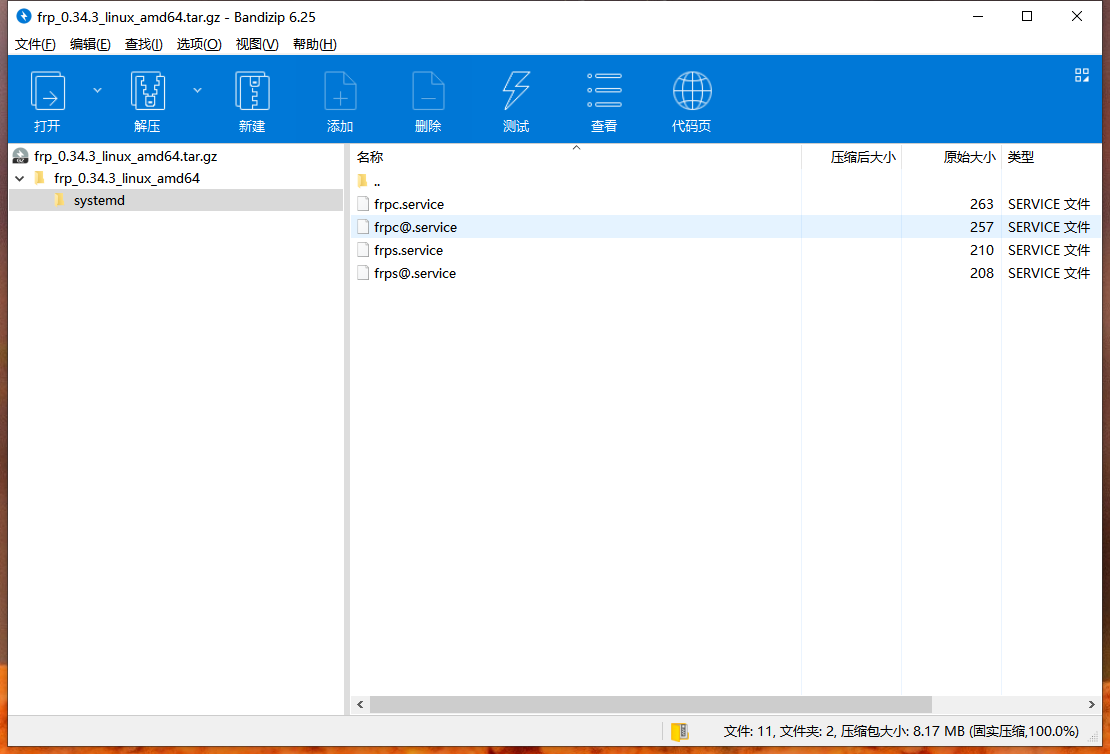 frp_0.34.3_linux_amd64.tar.gz - Bandizip 6.25
文件(F) 编辑(E) 查找(I) 选项(O) 视图(V) 帮助(H)
打开 解压 新建 添加 删除 测试 查看 代码页
frp_0.34.3_linux_amd64.tar.gz
frp_0.34.3_linux_amd64
systemd
名称 压缩后大小 原始大小 类型
..
frpc.service 263 SERVICE 文件
frpc@.service 257 SERVICE 文件
frps.service 210 SERVICE 文件
frps@.service 208 SERVICE 文件
文件: 11, 文件夹: 2, 压缩包大小: 8.17 MB (固实压缩,100.0%)